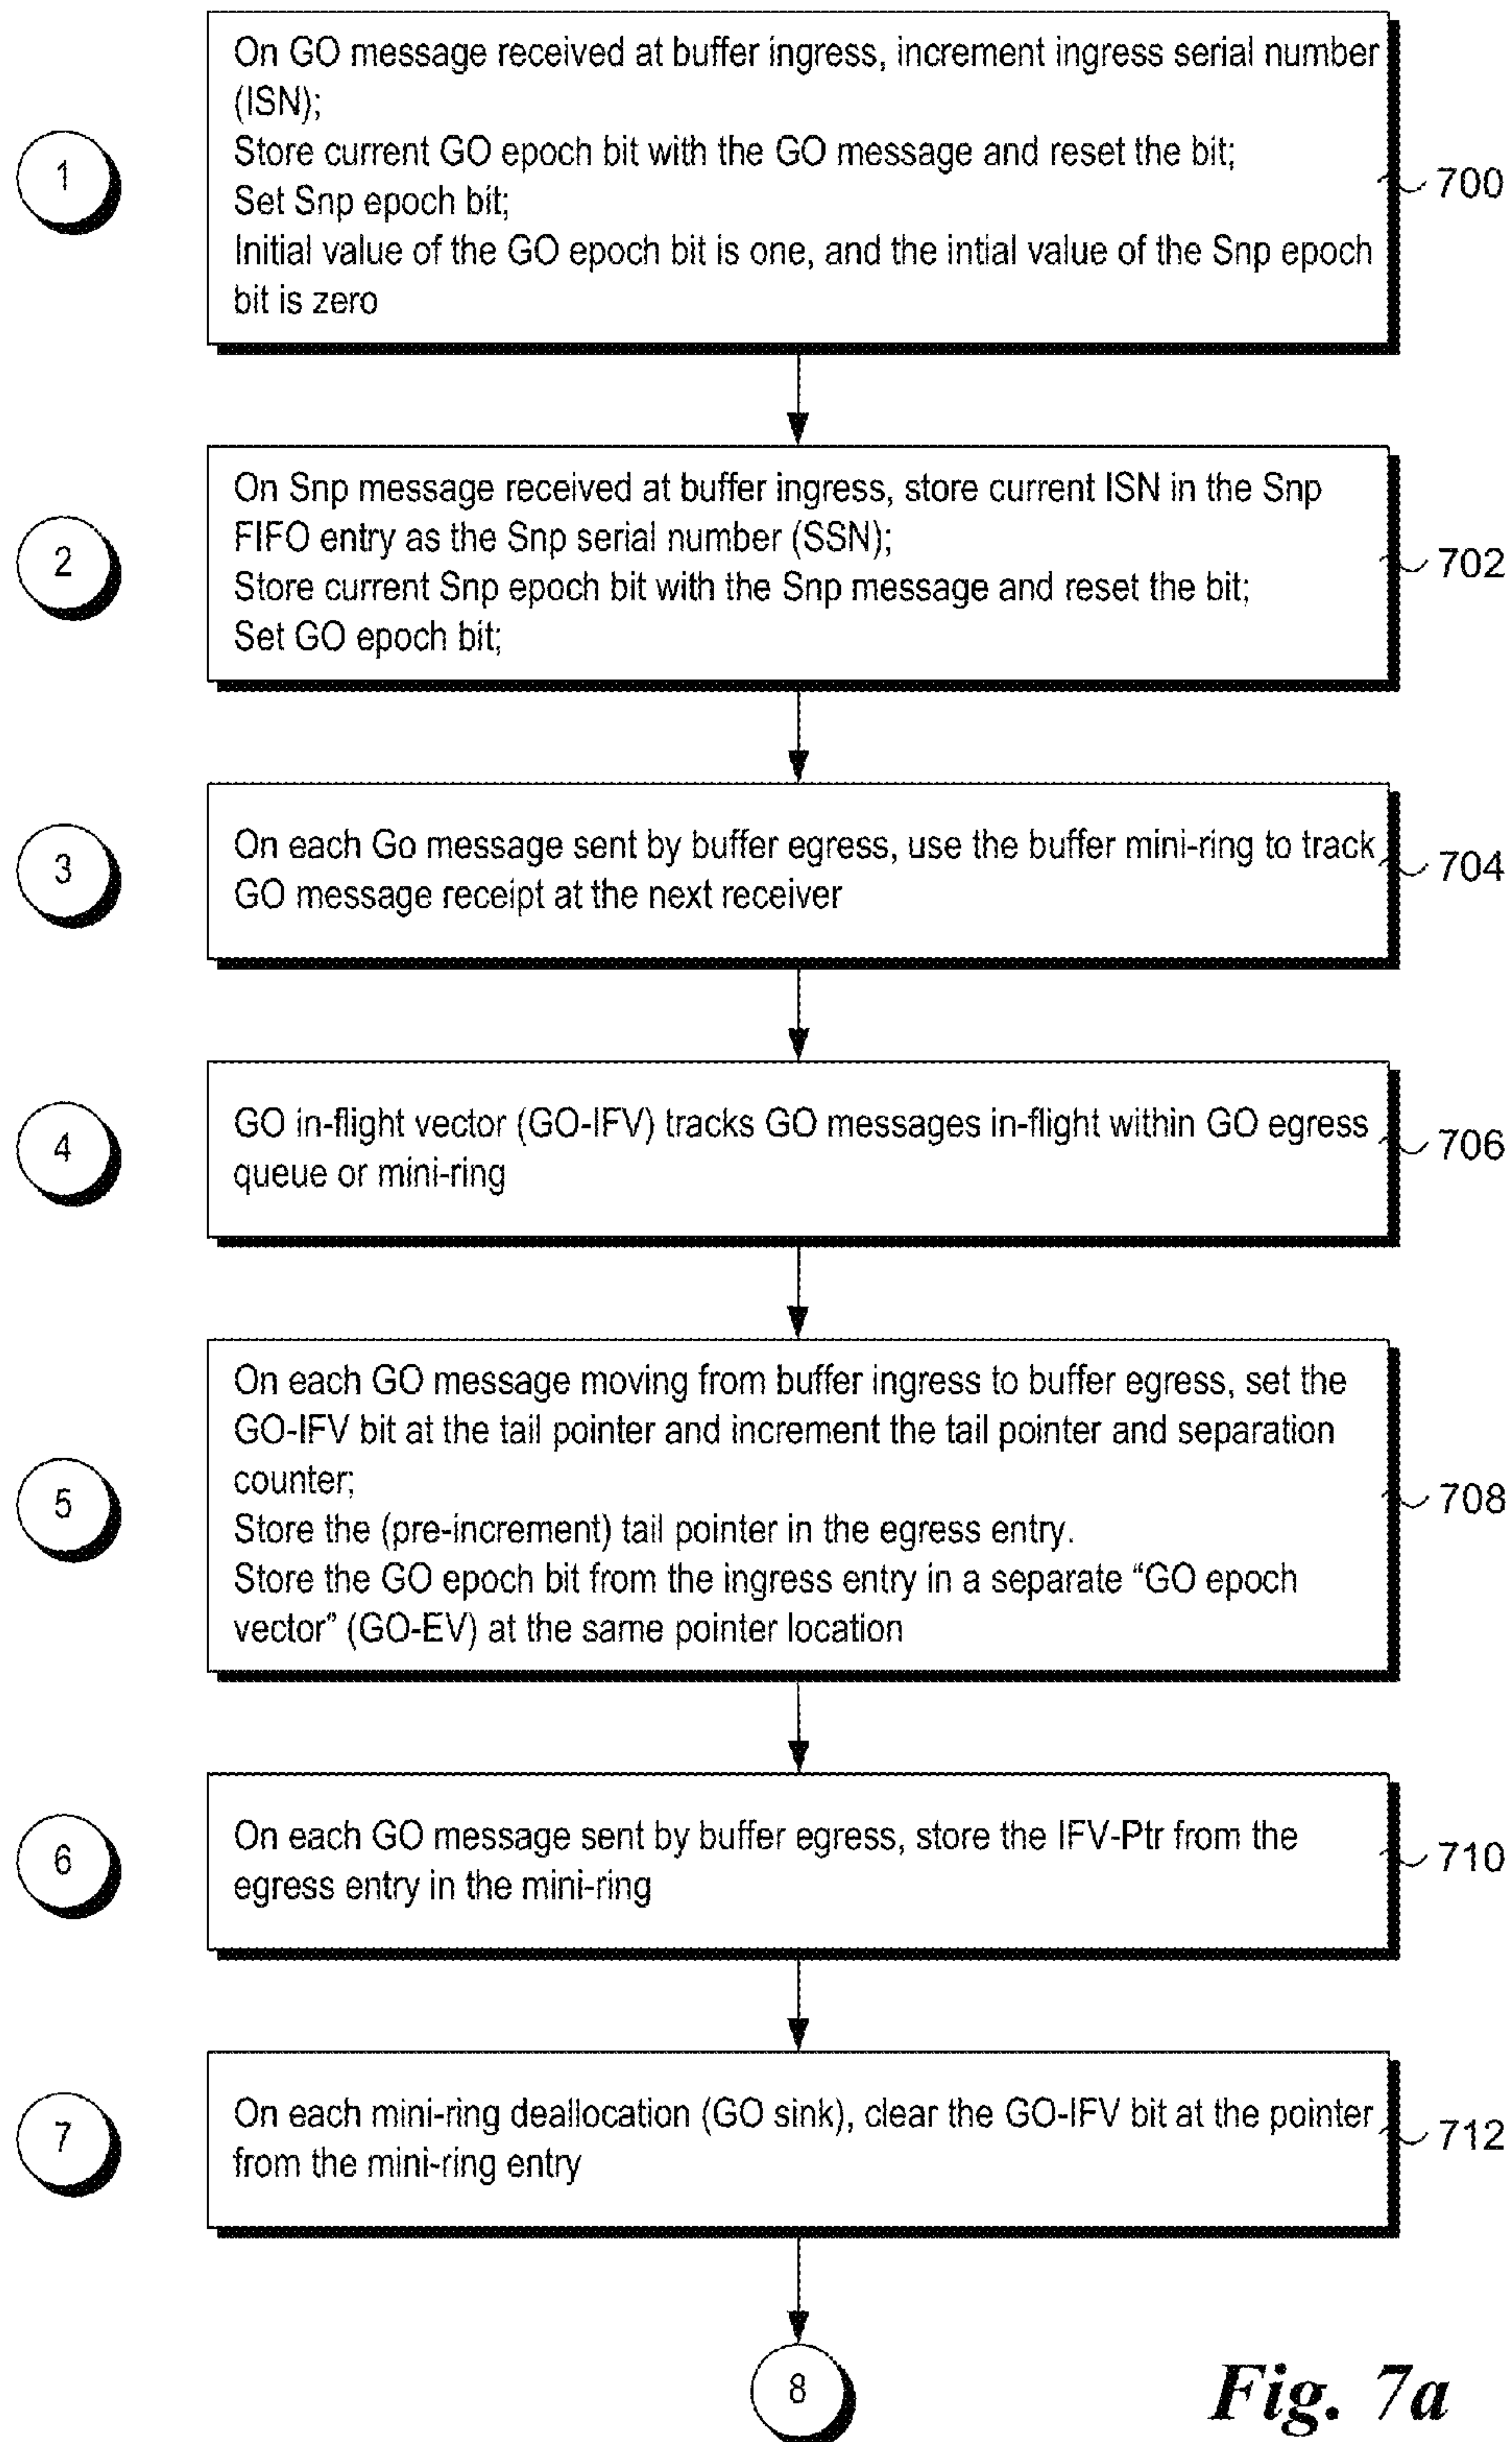 On GO message received at buffer ingress, increment ingress serial number
(ISN);
Store current GO epoch bit with the GO message and reset the bit;
Set Snp epoch bit;
Initial value of the GO epoch bit is one, and the intial value of the Snp epoch
bit is zero
1
700
On Snp message received at buffer ingress, store current ISN in the Snp
FIFO entry as the Snp serial number (SSN);
Store current Snp epoch bit with the Snp message and reset the bit;
Set GO epoch bit;
2
702
On each Go message sent by buffer egress, use the buffer mini-ring to track
GO message receipt at the next receiver
3
704
GO in-flight vector (GO-IFV) tracks GO messages in-flight within GO egress
queue or mini-ring
4
706
On each GO message moving from buffer ingress to buffer egress, set the
GO-IFV bit at the tail pointer and increment the tail pointer and separation
counter;
Store the (pre-increment) tail pointer in the egress entry.
Store the GO epoch bit from the ingress entry in a separate “GO epoch
vector” (GO-EV) at the same pointer location
5
708
On each GO message sent by buffer egress, store the IFV-Ptr from the
egress entry in the mini-ring
6
710
On each mini-ring deallocation (GO sink), clear the GO-IFV bit at the pointer
from the mini-ring entry
7
712
8
Fig. 7a